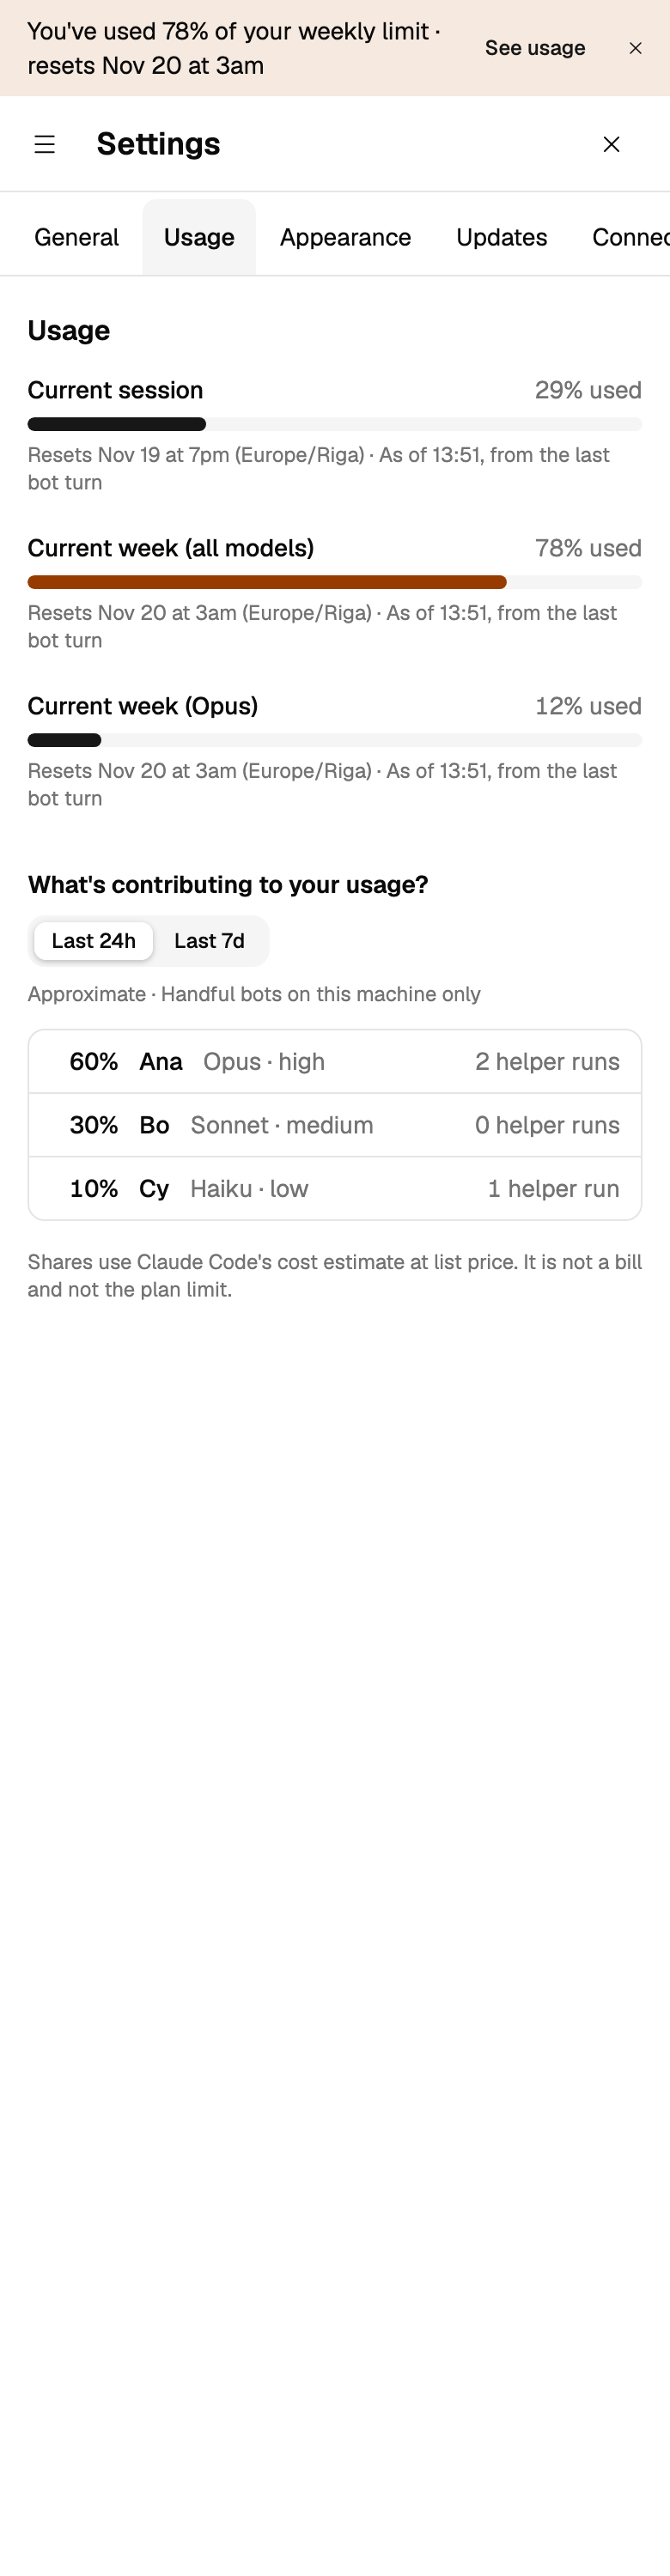 You've used 78% of your weekly limit ·
resets Nov 20 at 3am
See usage
Settings
General Usage Appearance Updates Connec
Usage
Current session 29% used
Resets Nov 19 at 7pm (Europe/Riga) · As of 13:51, from the last
bot turn
Current week (all models) 78% used
Resets Nov 20 at 3am (Europe/Riga) · As of 13:51, from the last
bot turn
Current week (Opus) 12% used
Resets Nov 20 at 3am (Europe/Riga) · As of 13:51, from the last
bot turn
What's contributing to your usage?
Last 24h Last 7d
Approximate · Handful bots on this machine only
60% Ana Opus · high 2 helper runs
30% Bo Sonnet · medium 0 helper runs
10% Cy Haiku · low 1 helper run
Shares use Claude Code's cost estimate at list price. It is not a bill
and not the plan limit.